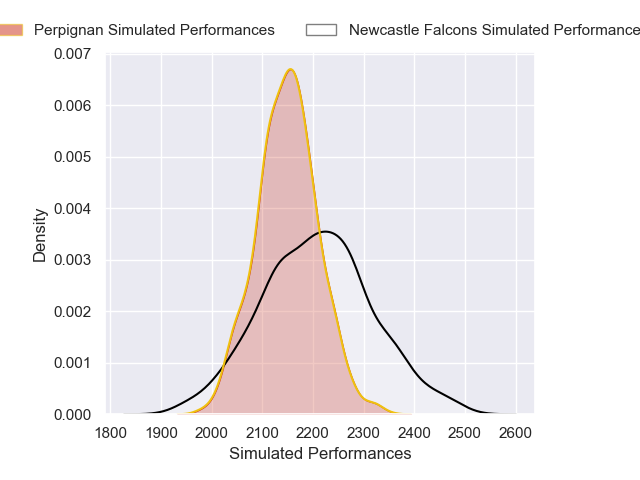 Perpignan Simulated Performances
Newcastle Falcons Simulated Performance
0.007
0.006
0.005
0.004
0.003
0.002
0.001
0.000
Density
1800 1900 2000 2100 2200 2300 2400 2500 2600
Simulated Performances